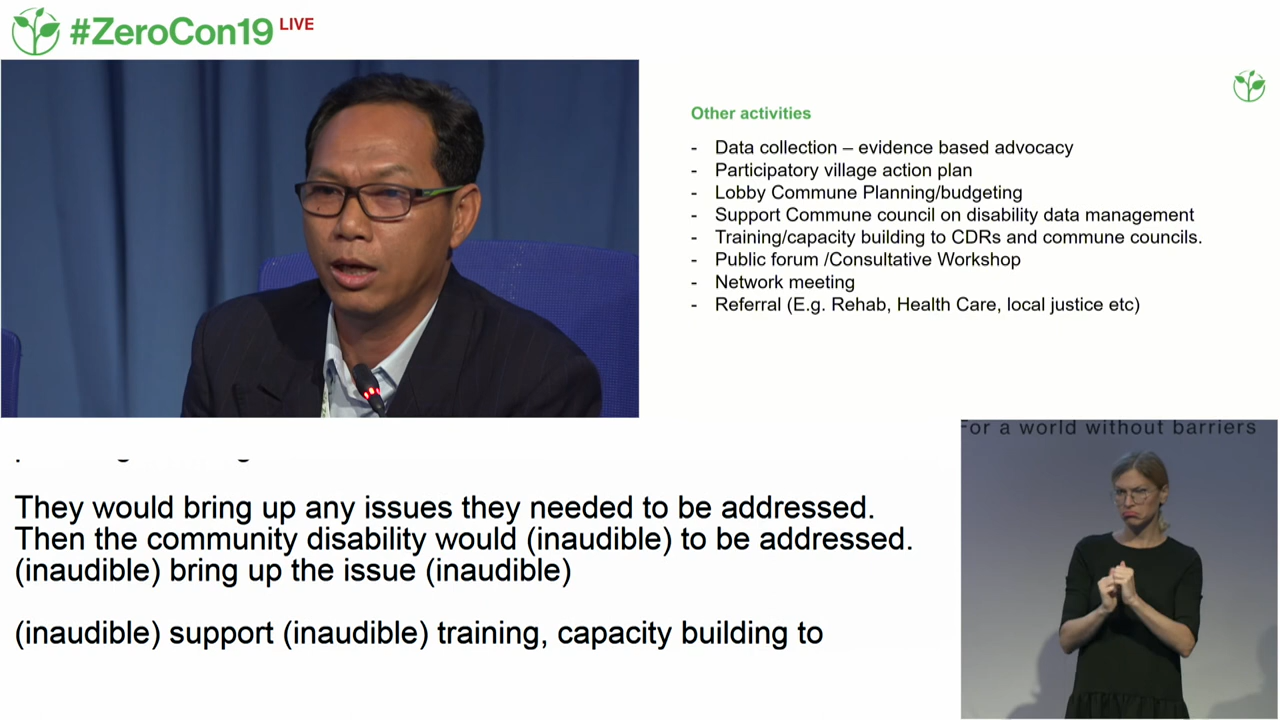 #ZeroCon19 LIVE
Other activities
- Data collection – evidence based advocacy
- Participatory village action plan
- Lobby Commune Planning/budgeting
- Support Commune council on disability data management
- Training/capacity building to CDRs and commune councils.
- Public forum /Consultative Workshop
- Network meeting
- Referral (E.g. Rehab, Health Care, local justice etc)
For a world without barriers
They would bring up any issues they needed to be addressed.
Then the community disability would (inaudible) to be addressed.
(inaudible) bring up the issue (inaudible)
(inaudible) support (inaudible) training, capacity building to